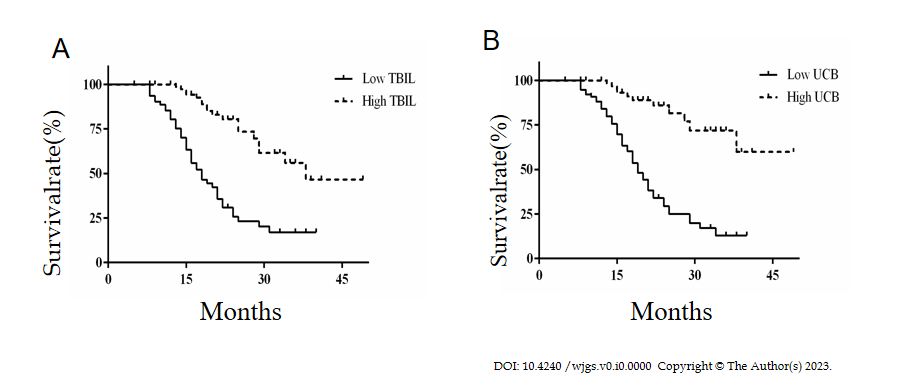 A
Low TBIL
High TBIL
100
75
50
25
0
0 15 30 45
Survivalrate(%)
Months
B
Low UCB
High UCB
100
75
50
25
0
0 15 30 45
Survivalrate(%)
Months
DOI: 10.4240 /wjgs.v0.i0.0000 Copyright © The Author(s) 2023.